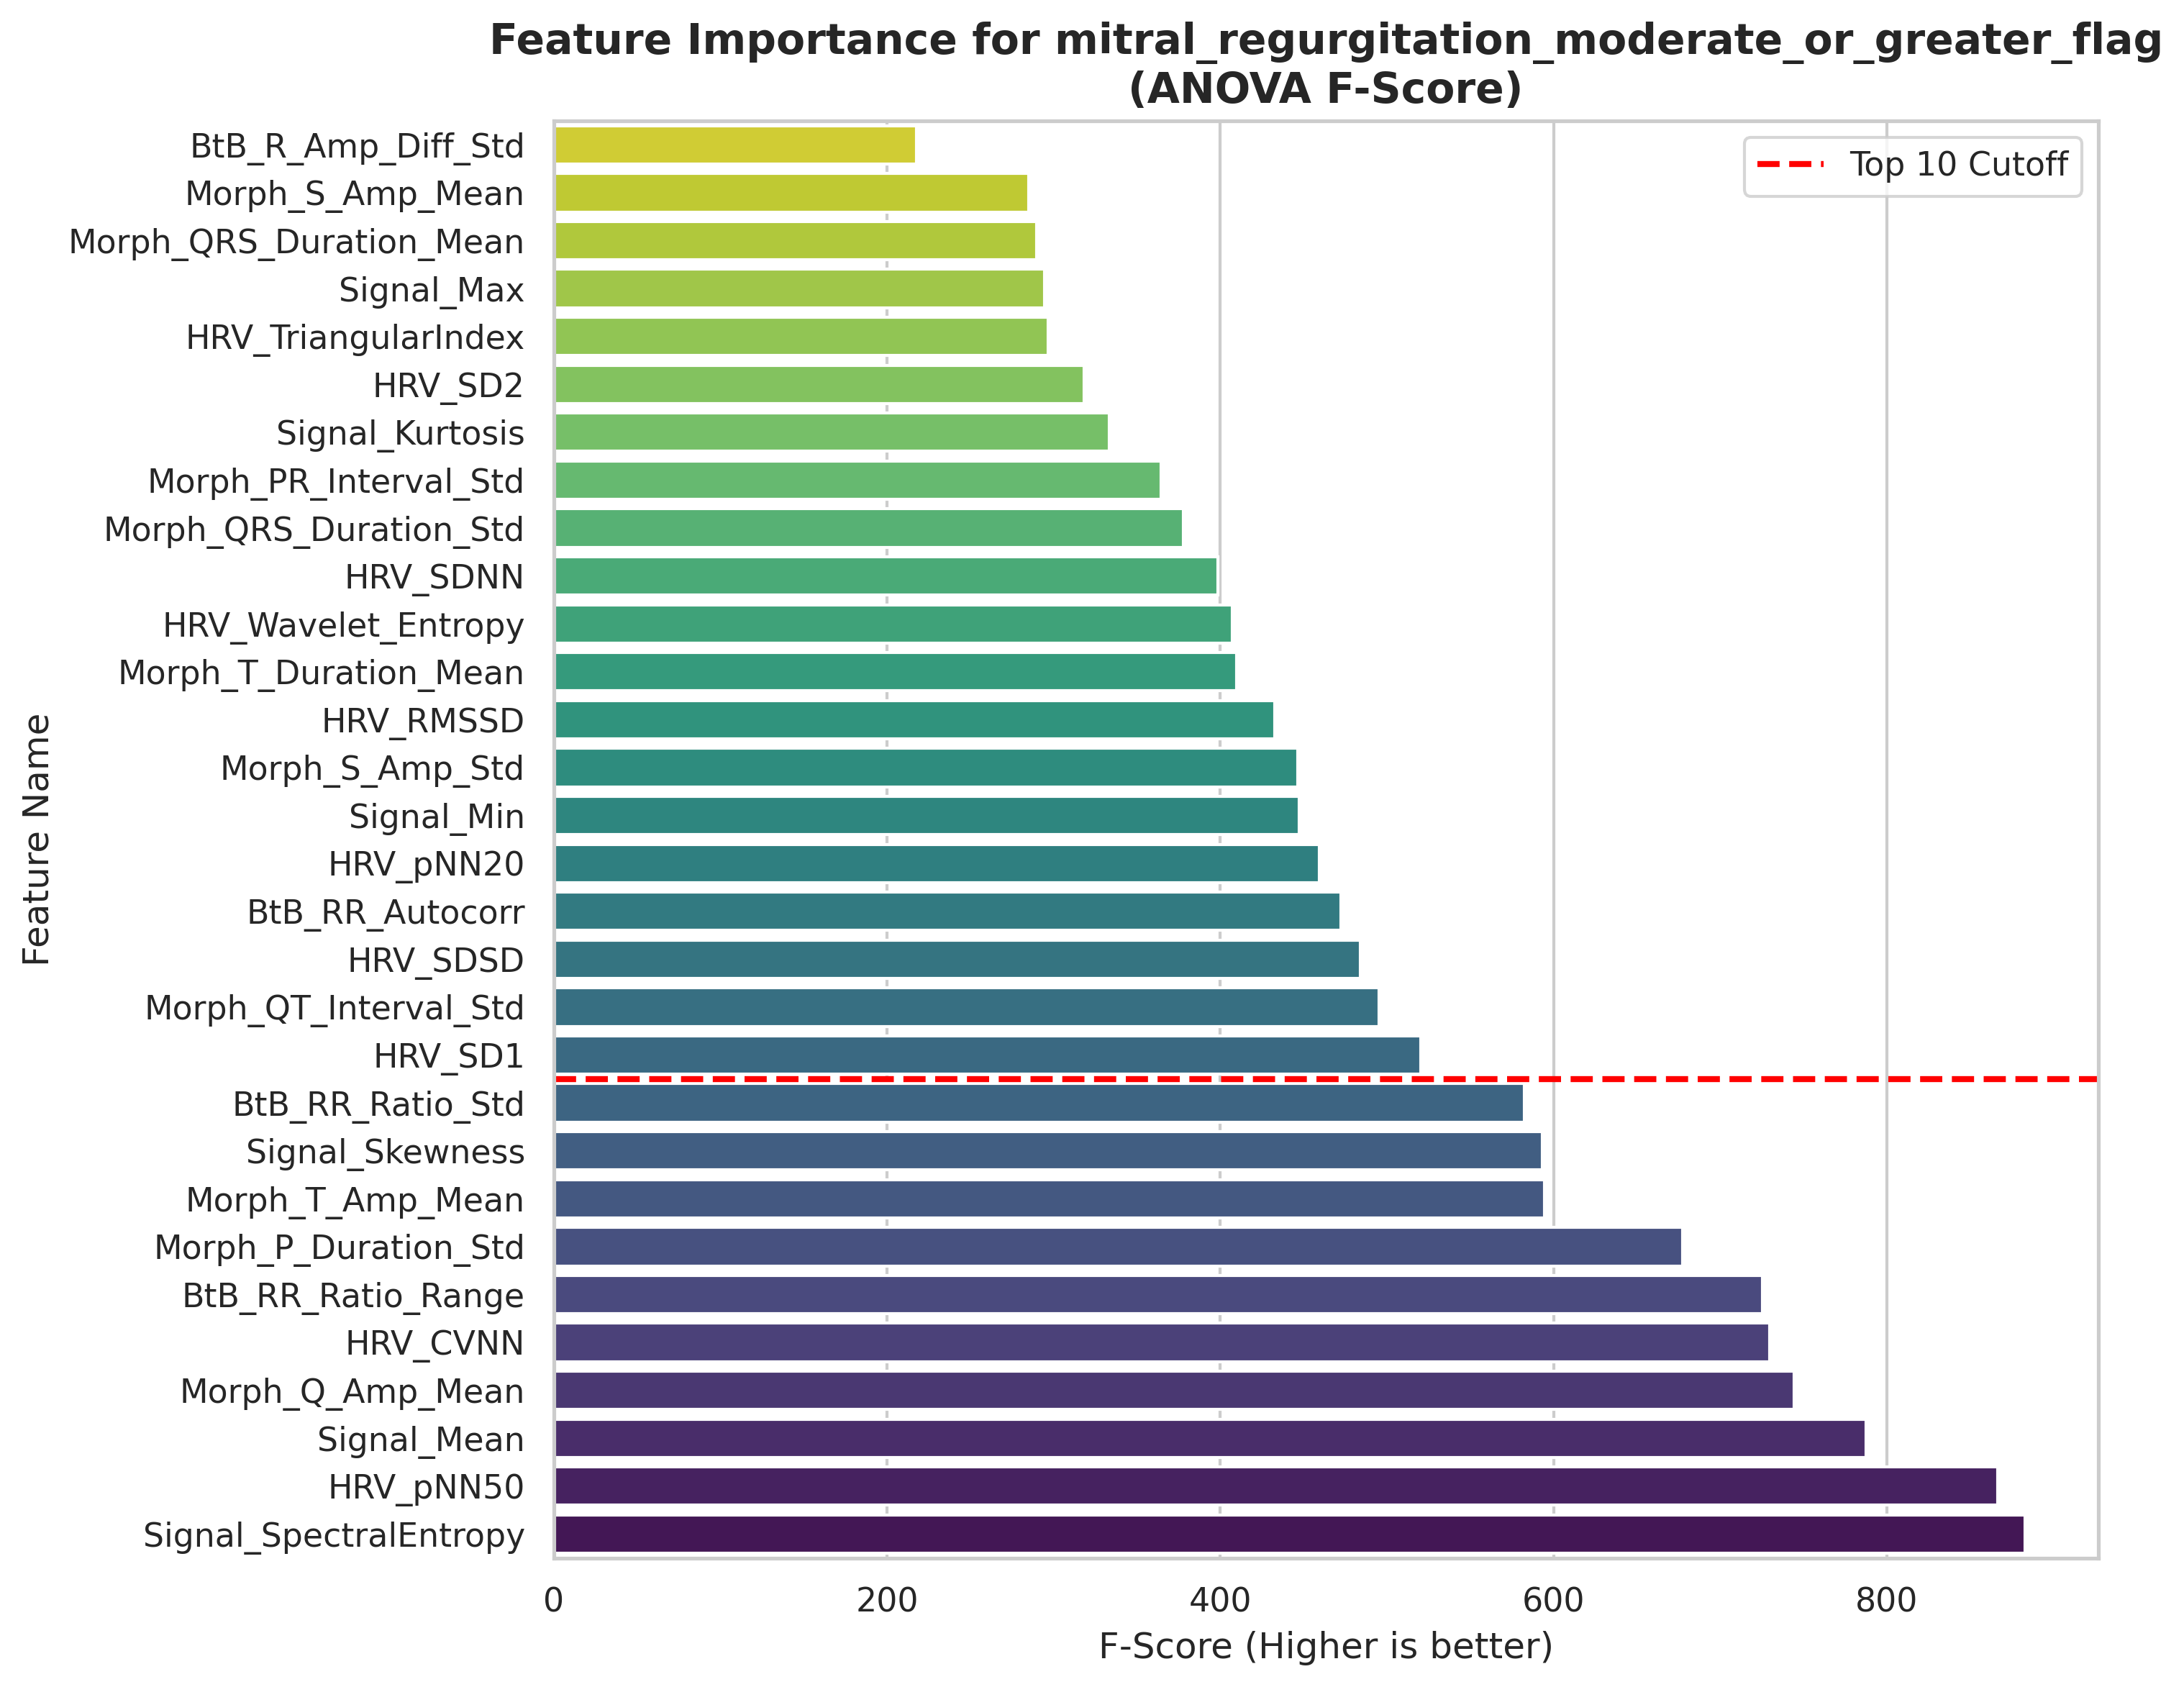 Feature Importance for mitral_regurgitation_moderate_or_greater_flag
(ANOVA F-Score)
Top 10 Cutoff
Feature Name
BtB_R_Amp_Diff_Std
Morph_S_Amp_Mean
Morph_QRS_Duration_Mean
Signal_Max
HRV_TriangularIndex
HRV_SD2
Signal_Kurtosis
Morph_PR_Interval_Std
Morph_QRS_Duration_Std
HRV_SDNN
HRV_Wavelet_Entropy
Morph_T_Duration_Mean
HRV_RMSSD
Morph_S_Amp_Std
Signal_Min
HRV_pNN20
BtB_RR_Autocorr
HRV_SDSD
Morph_QT_Interval_Std
HRV_SD1
BtB_RR_Ratio_Std
Signal_Skewness
Morph_T_Amp_Mean
Morph_P_Duration_Std
BtB_RR_Ratio_Range
HRV_CVNN
Morph_Q_Amp_Mean
Signal_Mean
HRV_pNN50
Signal_SpectralEntropy
0 200 400 600 800
F-Score (Higher is better)